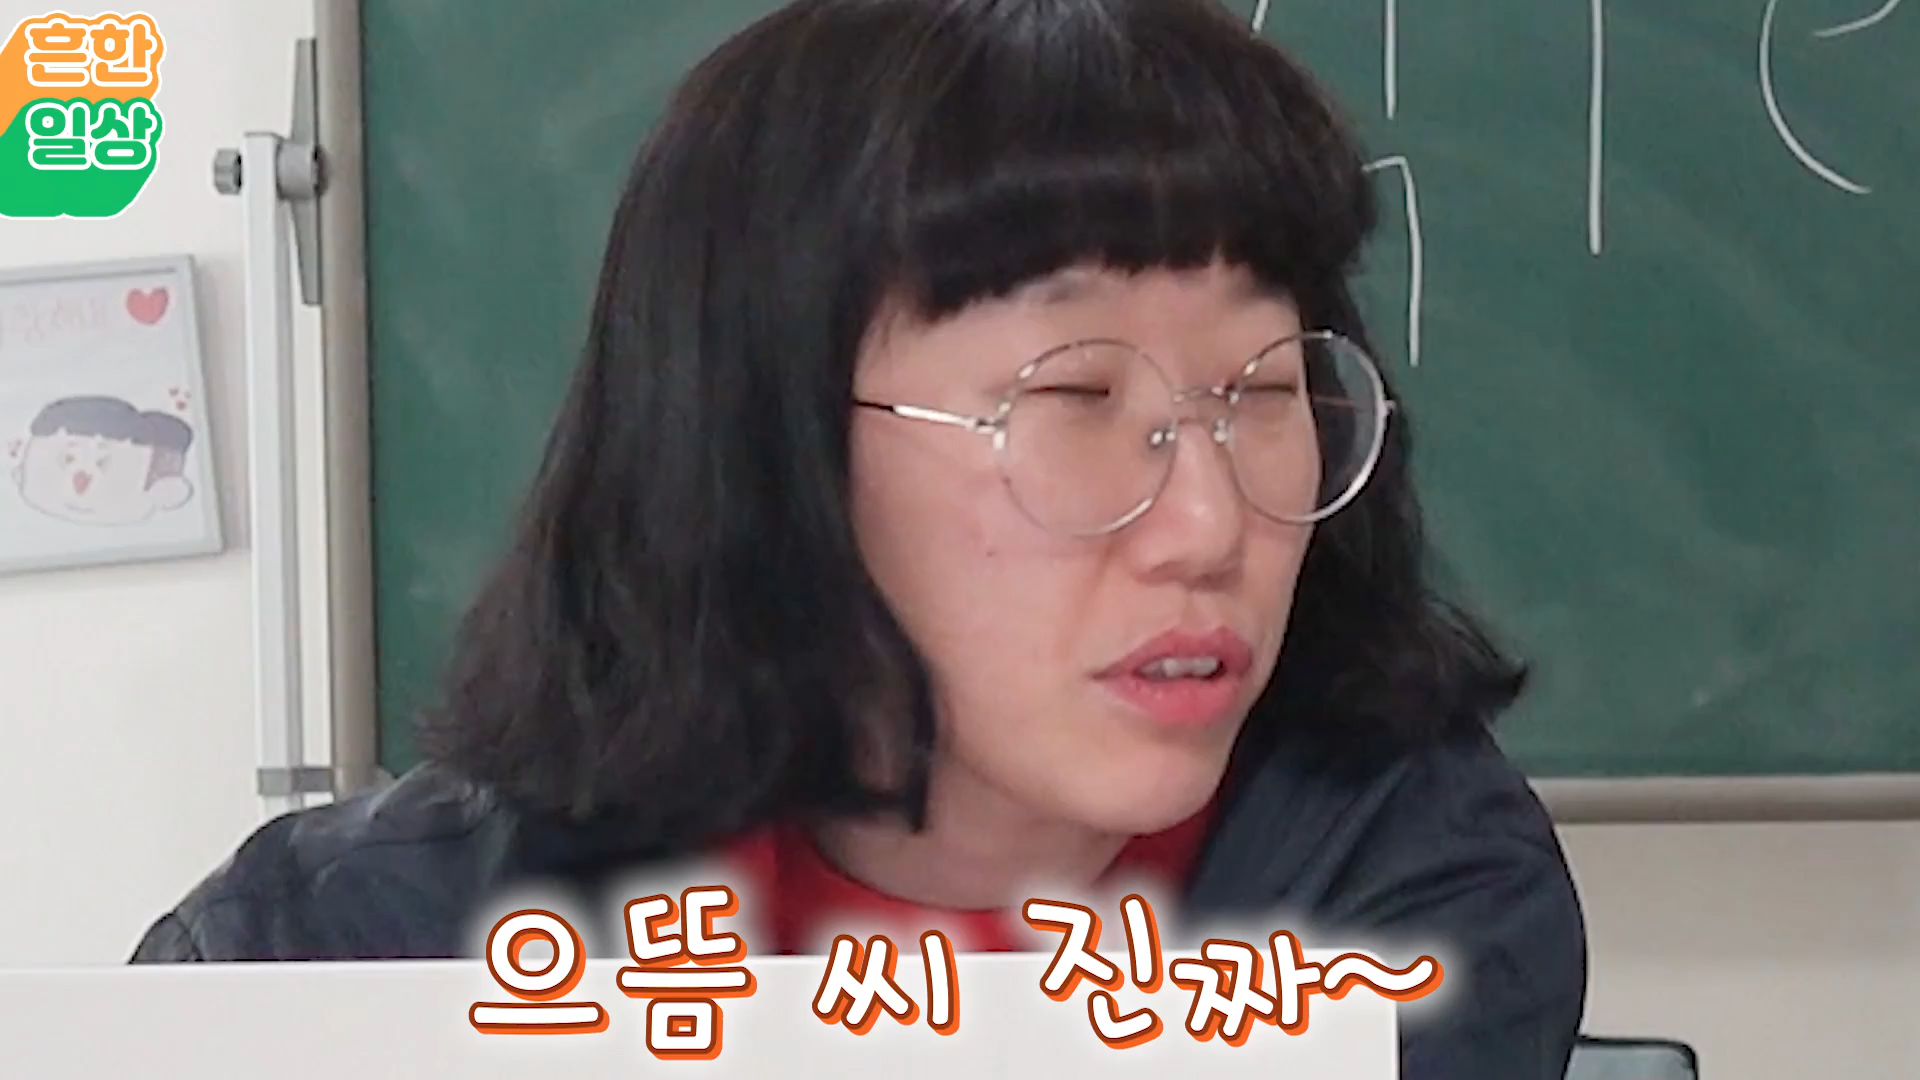 흔한
일상
으뜸 씨 진짜~